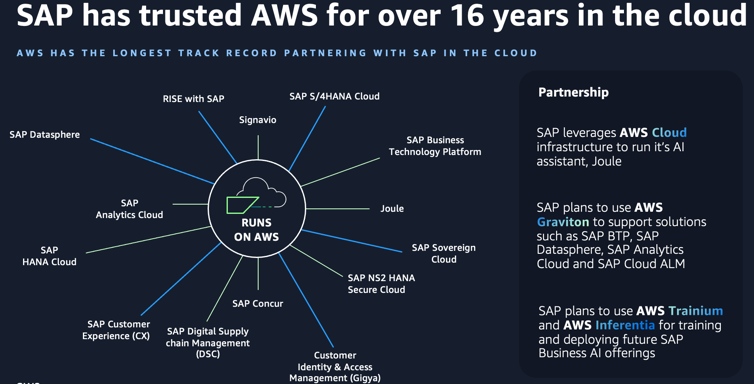 SAP has trusted AWS for over 16 years in the cloud
AWS HAS THE LONGEST TRACK RECORD PARTNERING WITH SAP IN THE CLOUD
RISE with SAP
SAP S/4HANA Cloud
Signavio
SAP Datasphere
SAP Business
Technology Platform
SAP
Analytics Cloud
RUNS
ON AWS
Joule
SAP
HANA Cloud
SAP Sovereign
Cloud
SAP NS2 HANA
Secure Cloud
SAP Concur
SAP Customer
Experience (CX)
SAP Digital Supply
chain Management
(DSC)
Customer
Identity & Access
Management (Gigya)
Partnership
SAP leverages AWS Cloud
infrastructure to run it's AI
assistant, Joule
SAP plans to use AWS
Graviton to support solutions
such as SAP BTP, SAP
Datasphere, SAP Analytics
Cloud and SAP Cloud ALM
SAP plans to use AWS Trainium
and AWS Inferentia for training
and deploying future SAP
Business AI offerings